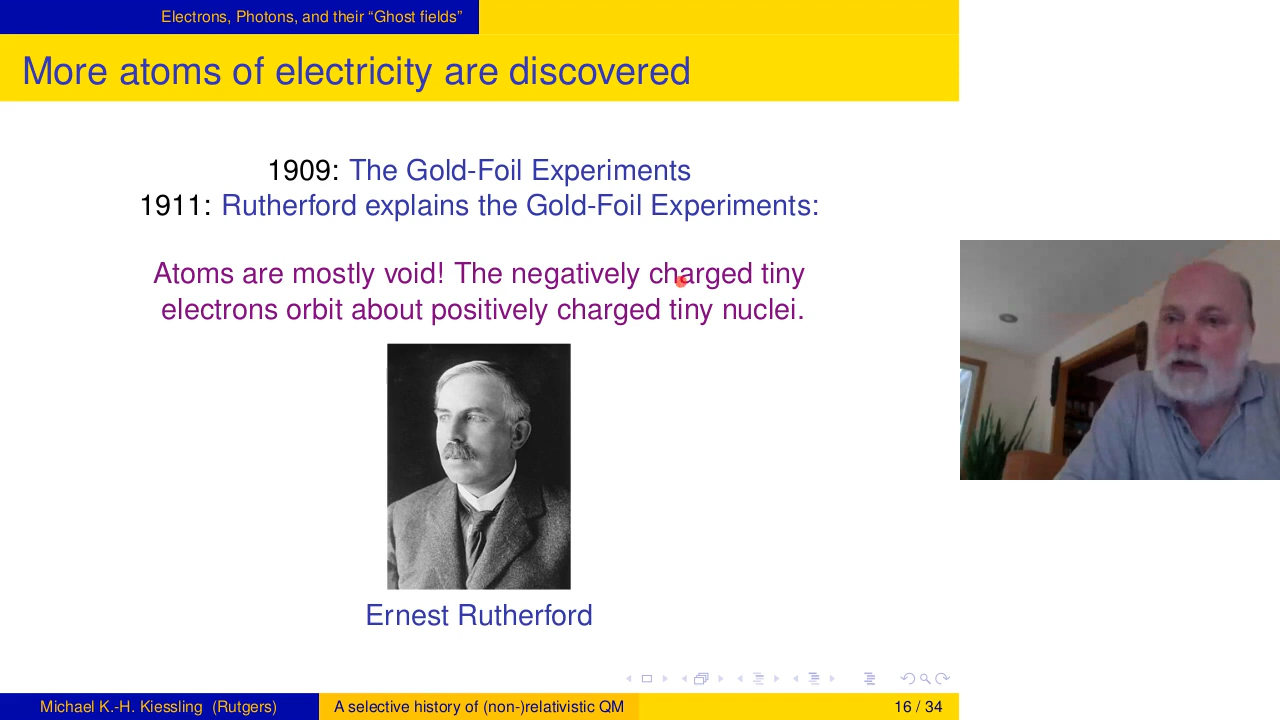 Electrons, Photons, and their “Ghost fields”
More atoms of electricity are discovered
1909: The Gold-Foil Experiments
1911: Rutherford explains the Gold-Foil Experiments:
Atoms are mostly void! The negatively charged tiny
electrons orbit about positively charged tiny nuclei.
Ernest Rutherford
Michael K.-H. Kiessling (Rutgers) A selective history of (non-)relativistic QM 16 / 34